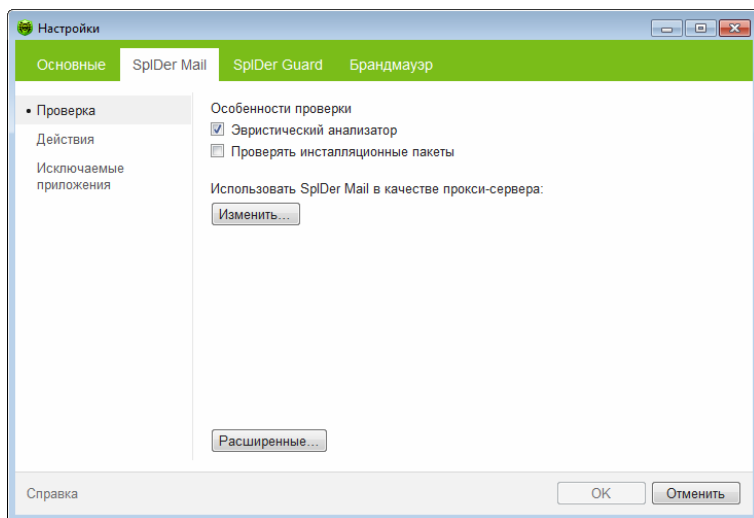 Настройки
Основные SpIDer Mail SpIDer Guard Брандмауэр
Проверка
Действия
Исключаемые
приложения
Особенности проверки
Эвристический анализатор
Проверять инсталляционные пакеты
Использовать SpIDer Mail в качестве прокси-сервера:
Изменить...
Расширенные...
Справка
OK Отменить